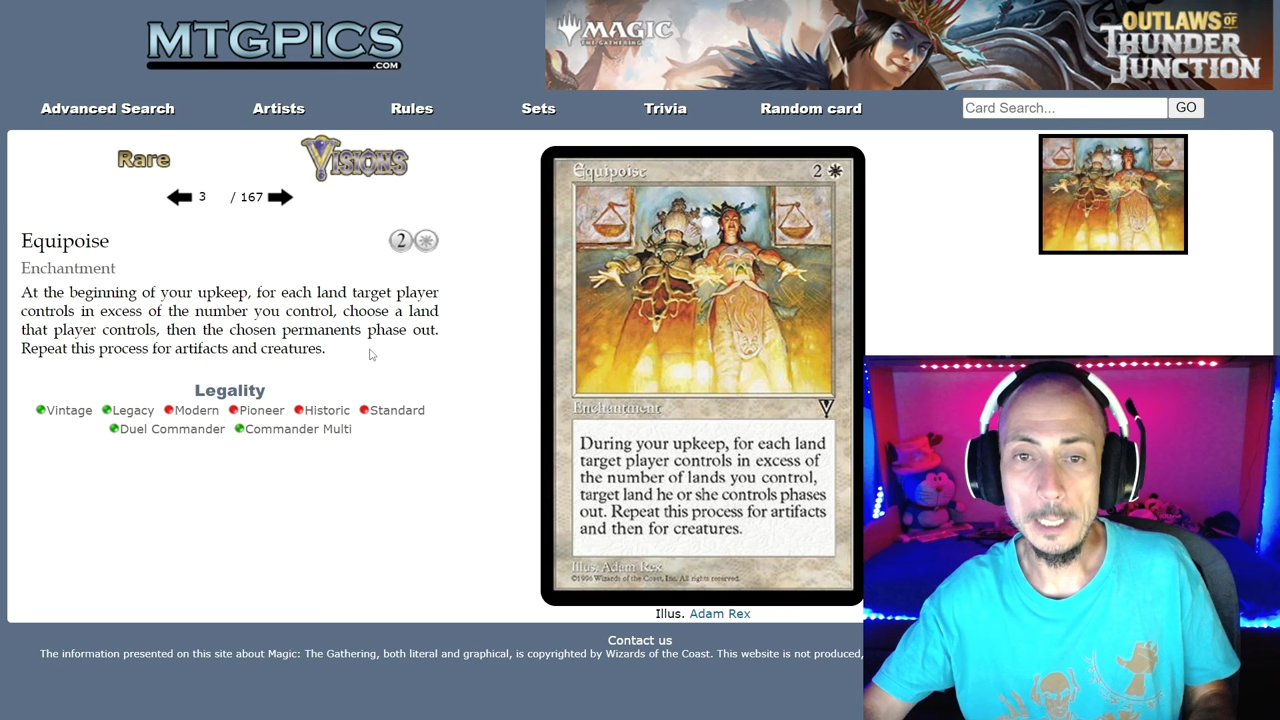 MTGPICS
.COM
MAGIC
THE GATHERING
OUTLAWS OF
THUNDER
JUNCTION
Advanced Search Artists Rules Sets Trivia Random card Card Search... GO
Rare VISIONS
3 / 167
Equipoise 2
Enchantment
At the beginning of your upkeep, for each land target player
controls in excess of the number you control, choose a land
that player controls, then the chosen permanents phase out.
Repeat this process for artifacts and creatures.
Legality
Vintage Legacy Modern Pioneer Historic Standard
Duel Commander Commander Multi
Equipoise 2
Enchantment
During your upkeep, for each land
target player controls in excess of
the number of lands you control,
target land he or she controls phases
out. Repeat this process for artifacts
and then for creatures.
Illus. Adam Rex
©1996 Wizards of the Coast, Inc. All rights reserved.
Illus. Adam Rex
Contact us
The information presented on this site about Magic: The Gathering, both literal and graphical, is copyrighted by Wizards of the Coast. This website is not produced,